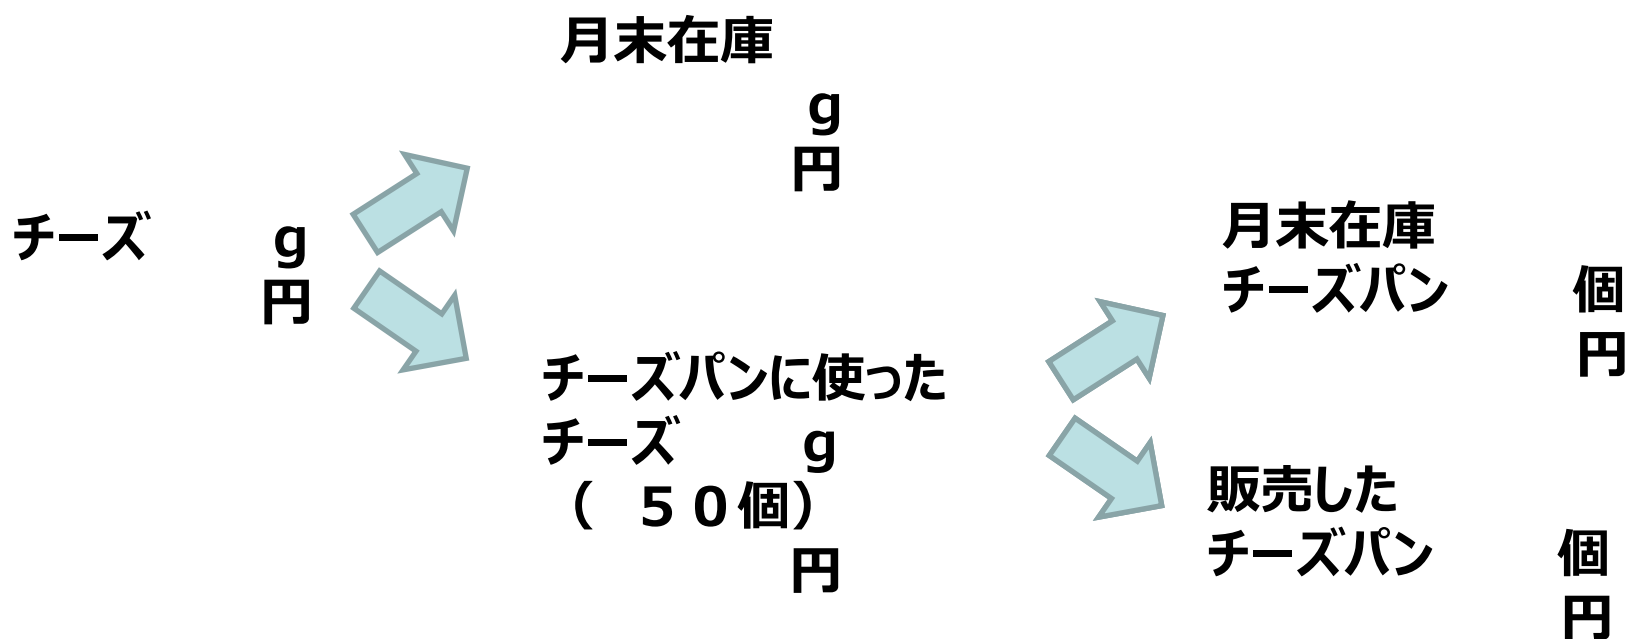 月末在庫
g
円
チーズ g
円
チーズパンに使った
チーズ g
（ ５０個）
円
月末在庫
チーズパン 個
円
販売した
チーズパン 個
円